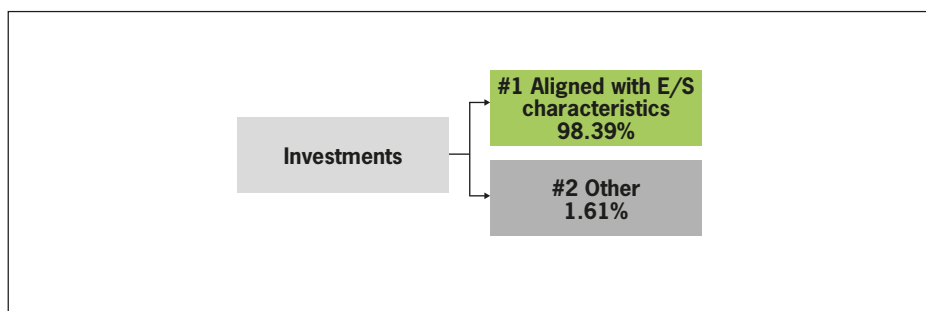 Investments
#1 Aligned with E/S
characteristics
98.39%
#2 Other
1.61%